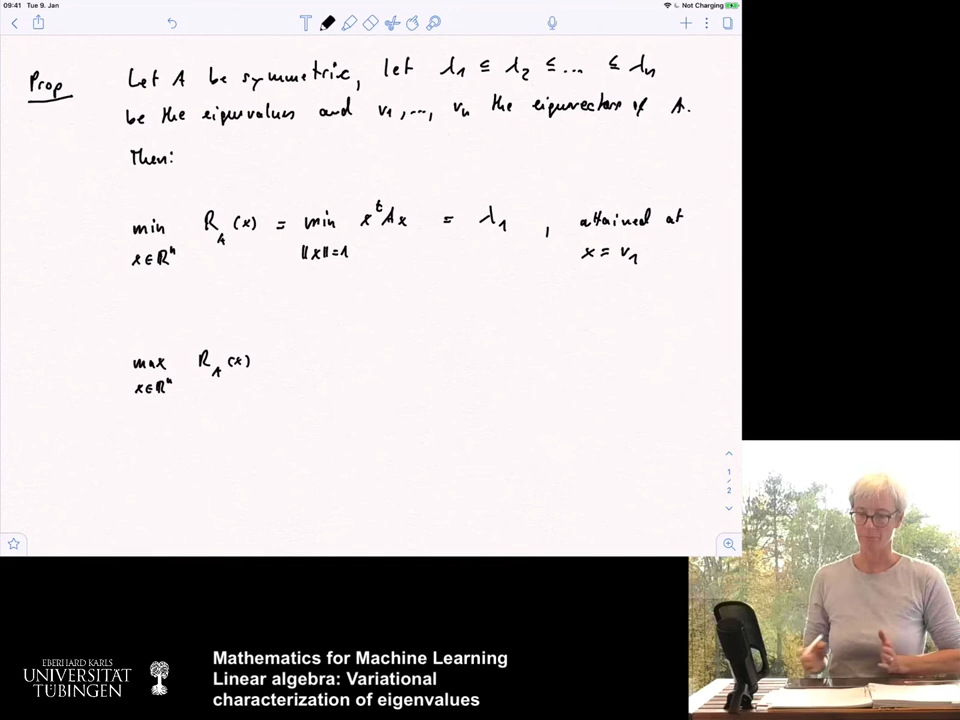 09:41 Tue 9. Jan
Not Charging
T
Prop Let A be symmetric, let λ1 ≤ λ2 ≤ ... ≤ λn
be the eigenvalues and v1, ..., vn the eigenvectors of A.
Then:
min R_A (x) = min x^t A x = λ1 , attained at
x∈ℝ^n ‖x‖=1 x = v1
max R_A (x)
x∈ℝ^n
1
/
2
EBERHARD KARLS
UNIVERSITÄT
TÜBINGEN
Mathematics for Machine Learning
Linear algebra: Variational
characterization of eigenvalues